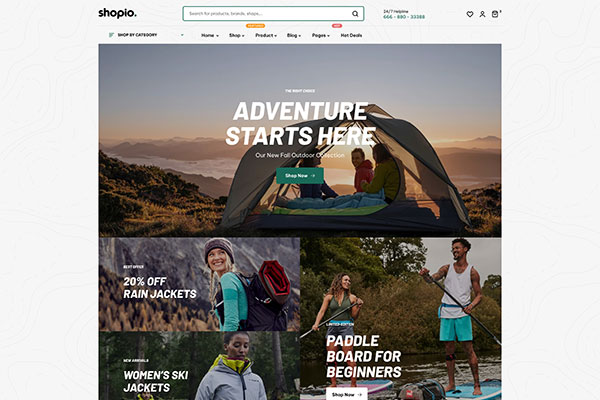 shopio.
Search for products, brands, shops...
24/7 Helpline
666 - 880 - 33388
SHOP BY CATEGORY
Home
Shop
Product
Blog
Pages
Hot Deals
THE RIGHT CHOICE
ADVENTURE
STARTS HERE
Our New Fall Outdoor Collection
Shop Now
BEST OFFER
20% OFF
RAIN JACKETS
NEW ARRIVALS
WOMEN'S SKI
JACKETS
LIMITED EDITION
PADDLE
BOARD FOR
BEGINNERS
Shop Now